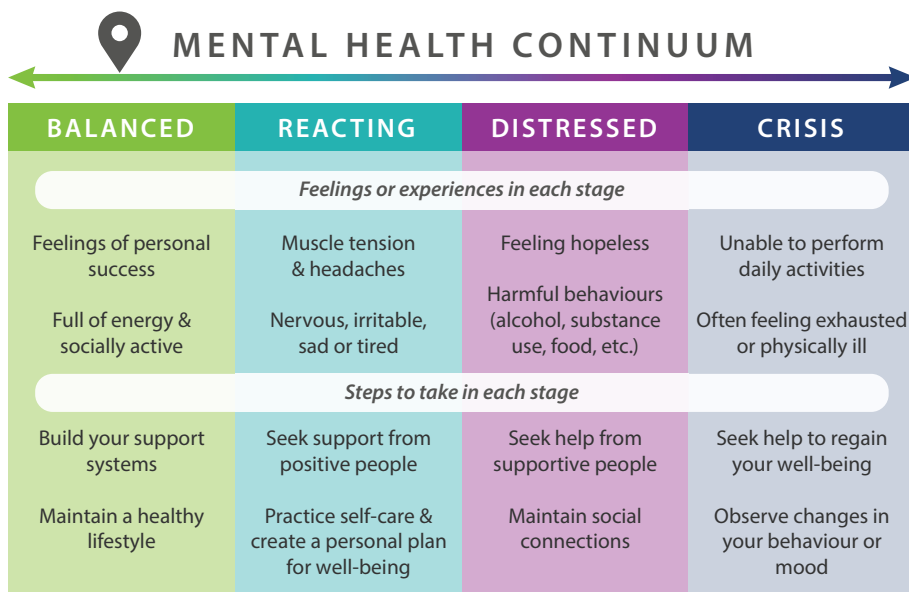 MENTAL HEALTH CONTINUUM
BALANCED
REACTING
DISTRESSED
CRISIS
Feelings or experiences in each stage
Feelings of personal
success
Full of energy &
socially active
Muscle tension
& headaches
Nervous, irritable,
sad or tired
Feeling hopeless
Harmful behaviours
(alcohol, substance
use, food, etc.)
Unable to perform
daily activities
Often feeling exhausted
or physically ill
Steps to take in each stage
Build your support
systems
Maintain a healthy
lifestyle
Seek support from
positive people
Practice self-care &
create a personal plan
for well-being
Seek help from
supportive people
Maintain social
connections
Seek help to regain
your well-being
Observe changes in
your behaviour or
mood